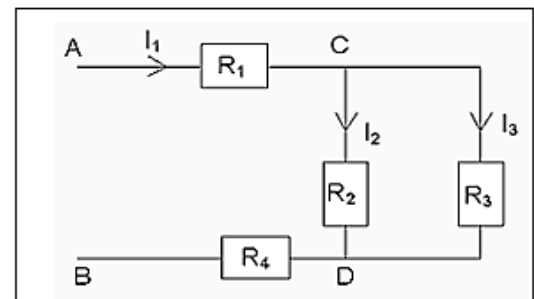 A I₁ R₁ C
I₂ I₃
R₂ R₃
B R₄ D